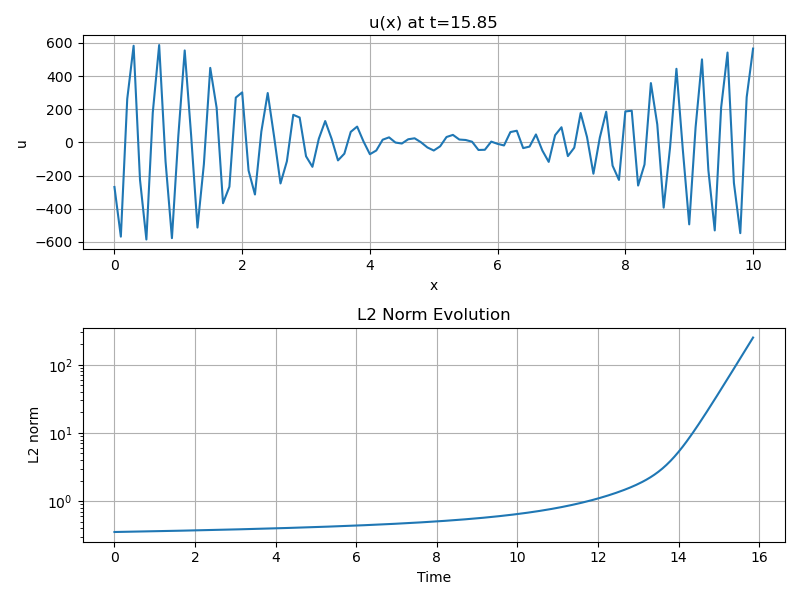 u(x) at t=15.85
u
600
400
200
0
−200
−400
−600
0 2 4 6 8 10
x
L2 Norm Evolution
L2 norm
10²
10¹
10⁰
0 2 4 6 8 10 12 14 16
Time